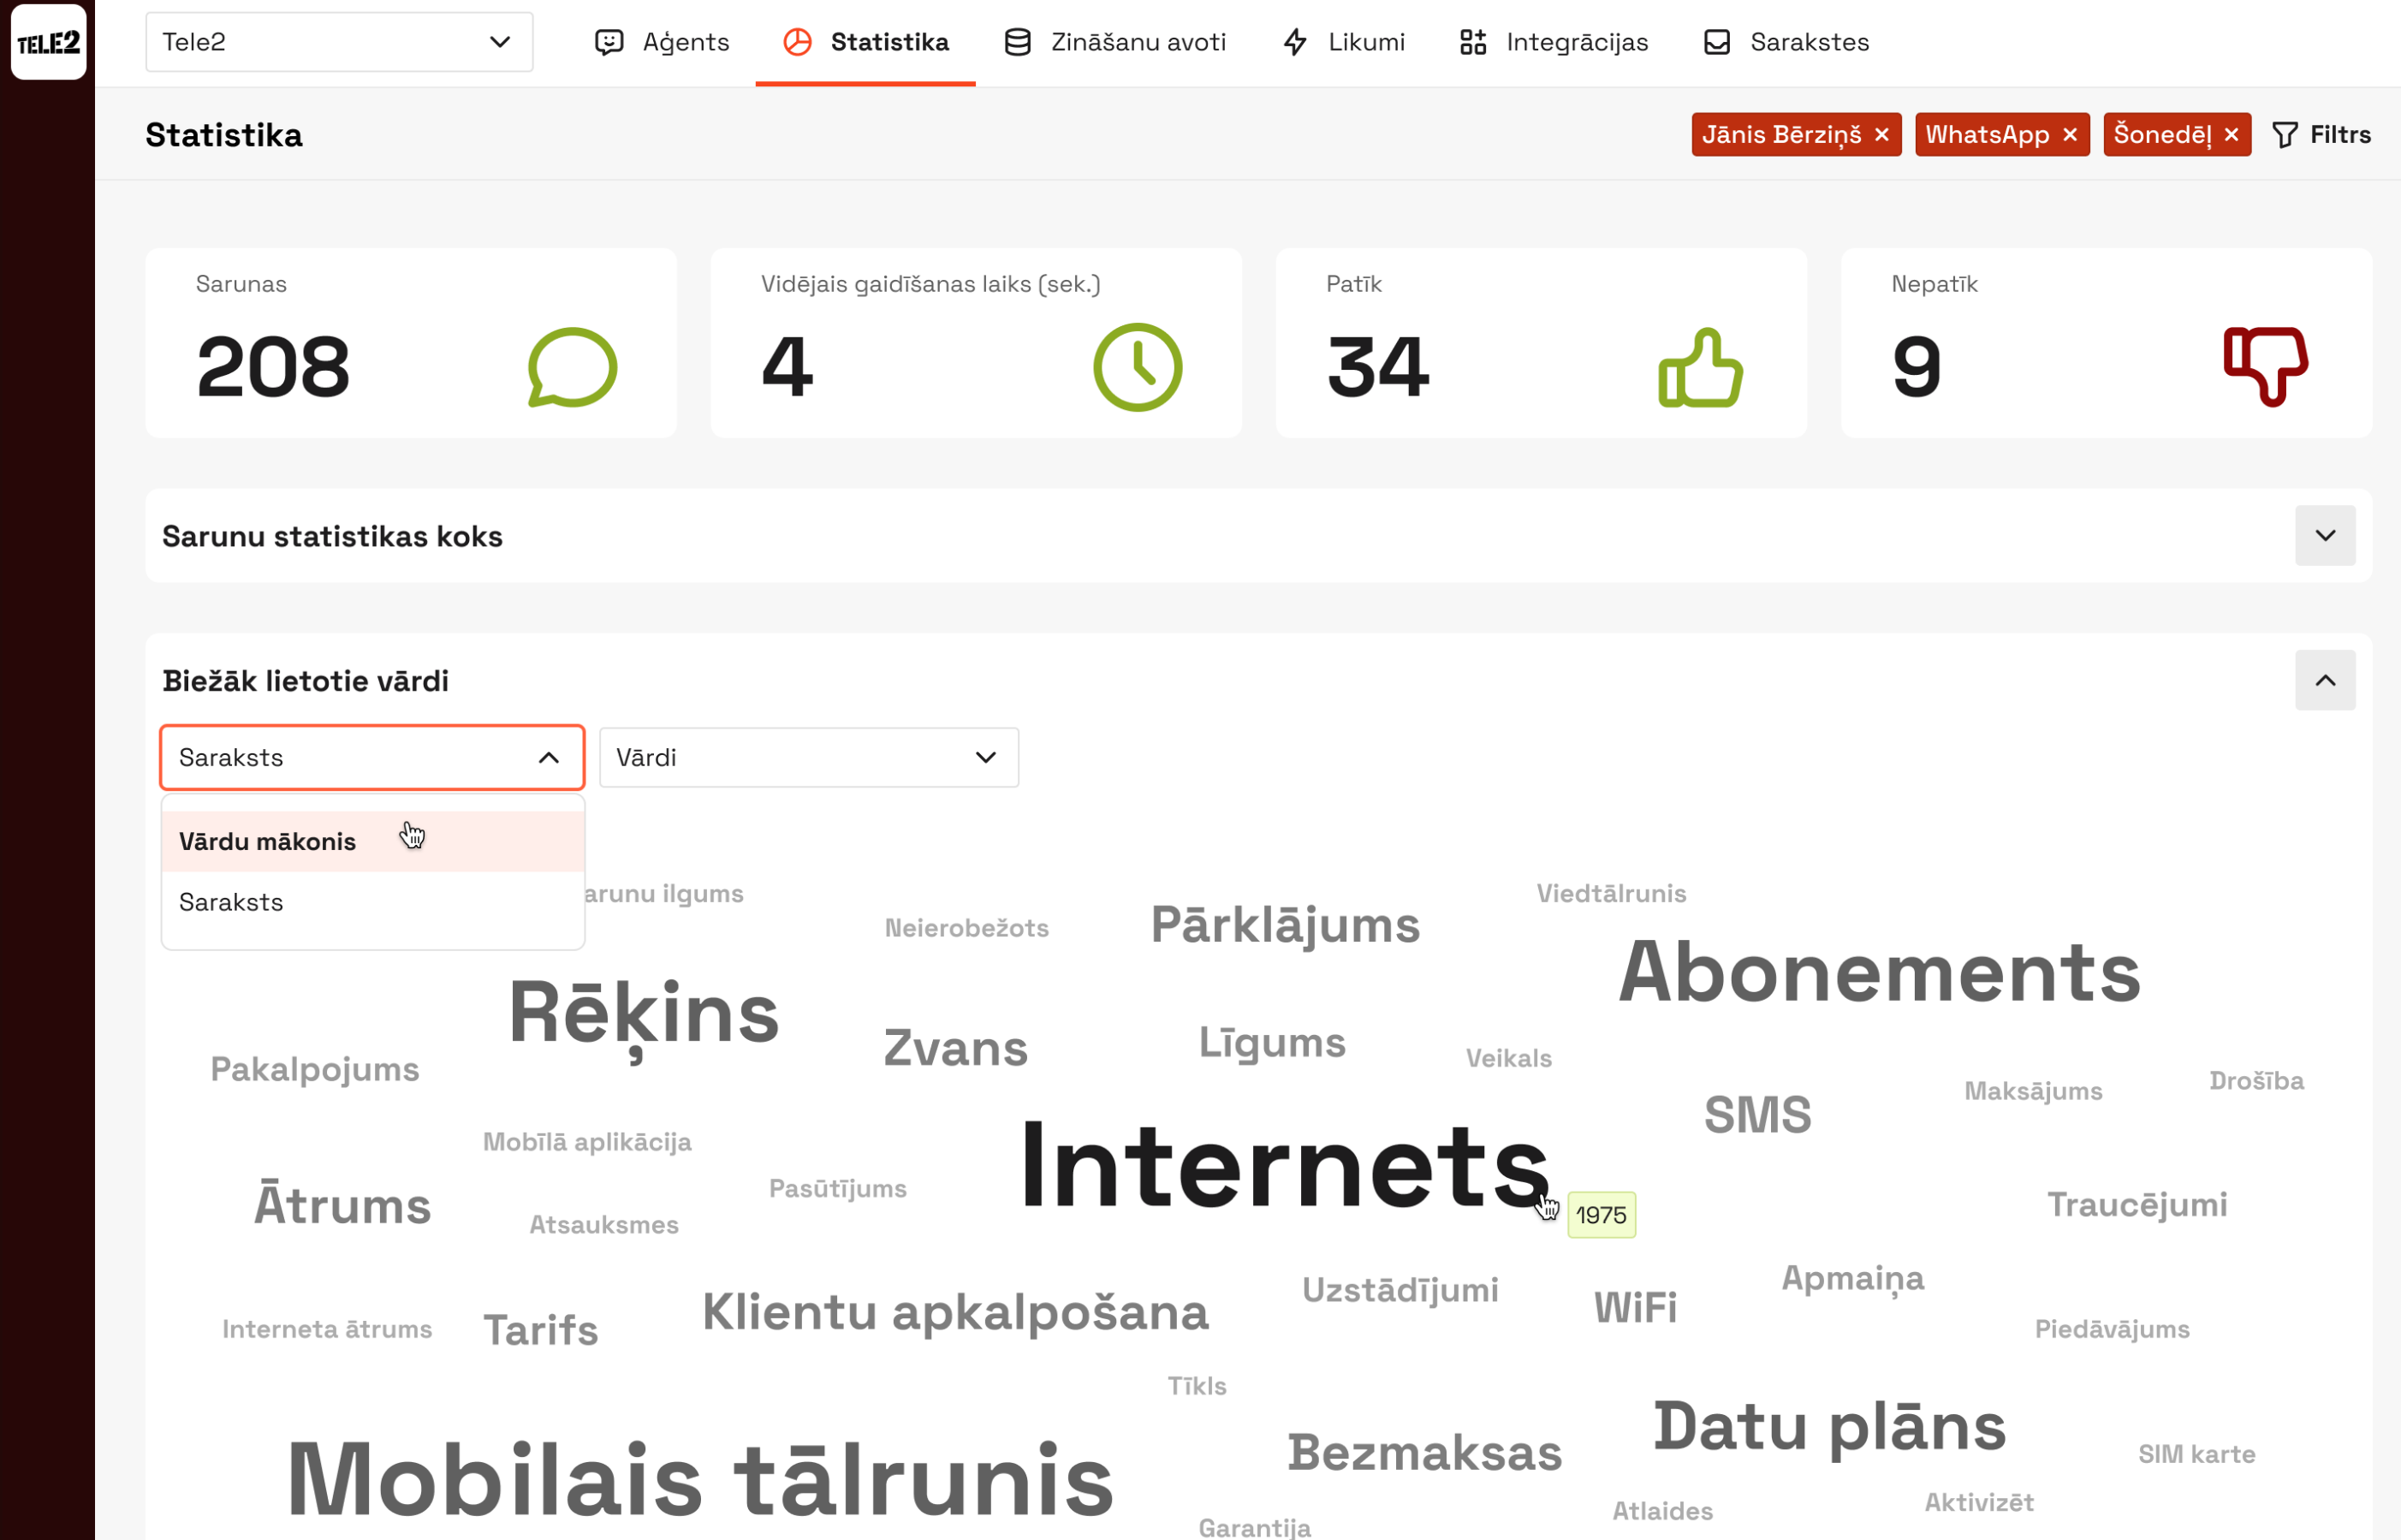 TELE2
Tele2
Aģents
Statistika
Zināšanu avoti
Likumi
Integrācijas
Sarakstes
Statistika
Jānis Bērziņš ×
WhatsApp ×
Šonedēļ ×
Filtrs
Sarunas
208
Vidējais gaidīšanas laiks (sek.)
4
Patīk
34
Nepatīk
9
Sarunu statistikas koks
Biežāk lietotie vārdi
Saraksts
Vārdi
Vārdu mākonis
Saraksts
arunu ilgums
Neierobežots
Pārklājums
Viedtālrunis
Abonements
Rēķins
Zvans
Līgums
Veikals
Pakalpojums
SMS
Maksājums
Drošība
Mobīlā aplikācija
Internets
Pasūtījums
Ātrums
Atsauksmes
1975
Traucējumi
Klientu apkalpošana
Uzstādījumi
WiFi
Apmaiņa
Interneta ātrums
Tarifs
Piedāvājums
Tīkls
Mobilais tālrunis
Bezmaksas
Datu plāns
SIM karte
Garantija
Atlaides
Aktivizēt